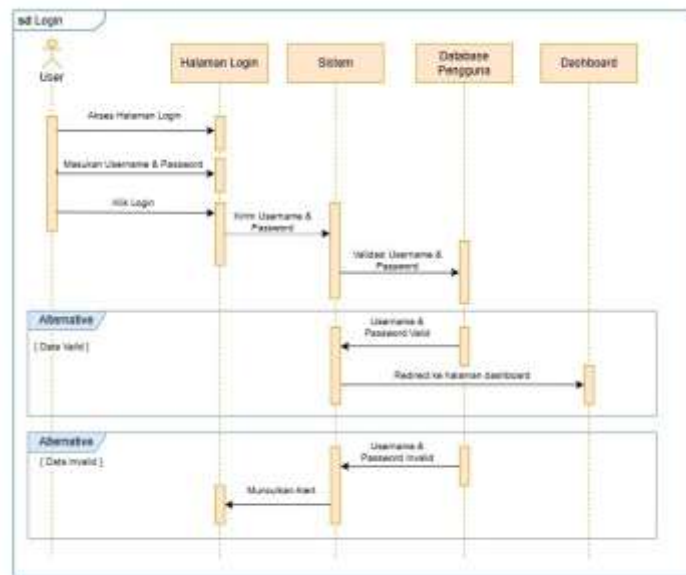 sd Login
User
Halaman Login
Sistem
Database
Pengguna
Dashboard
Akses Halaman Login
Masukan Username & Password
Klik Login
Kirim Username &
Password
Validasi Username &
Password
Alternative
[ Data Valid ]
Username &
Password Valid
Redirect ke halaman dashboard
Alternative
[ Data Invalid ]
Username &
Password Invalid
Munculkan Alert